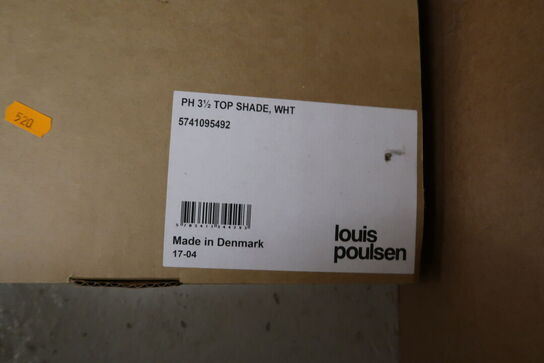 PH 3½ TOP SHADE, WHT
5741095492
520
Made in Denmark
17-04
louis
poulsen